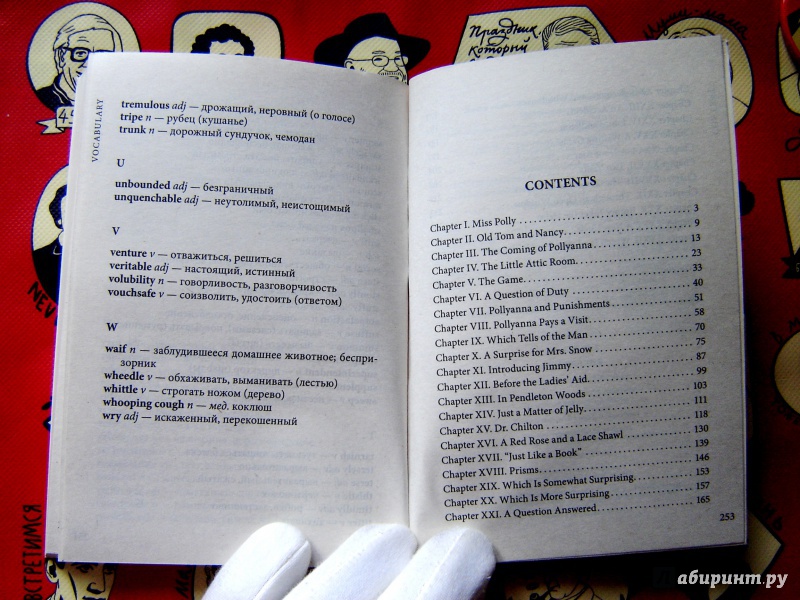 Праздник,
который
VOCABULARY
tremulous adj — дрожащий, неровный (о голосе)
tripe n — рубец (кушанье)
trunk n — дорожный сундучок, чемодан
U
unbounded adj — безграничный
unquenchable adj — неутолимый, неистощимый
V
venture v — отважиться, решиться
veritable adj — настоящий, истинный
volubility n — говорливость, разговорчивость
vouchsafe v — соизволить, удостоить (ответом)
W
waif n — заблудившееся домашнее животное; беспри-
зорник
wheedle v — обхаживать, выманивать (лестью)
whittle v — строгать ножом (дерево)
whooping cough n — мед. коклюш
wry adj — искаженный, перекошенный
CONTENTS
Chapter I. Miss Polly 3
Chapter II. Old Tom and Nancy 9
Chapter III. The Coming of Pollyanna 13
Chapter IV. The Little Attic Room 23
Chapter V. The Game 33
Chapter VI. A Question of Duty 40
Chapter VII. Pollyanna and Punishments 51
Chapter VIII. Pollyanna Pays a Visit 58
Chapter IX. Which Tells of the Man 70
Chapter X. A Surprise for Mrs. Snow 75
Chapter XI. Introducing Jimmy 87
Chapter XII. Before the Ladies' Aid 99
Chapter XIII. In Pendleton Woods 103
Chapter XIV. Just a Matter of Jelly 111
Chapter XV. Dr. Chilton 118
Chapter XVI. A Red Rose and a Lace Shawl 130
Chapter XVII. "Just Like a Book" 139
Chapter XVIII. Prisms 146
Chapter XIX. Which Is Somewhat Surprising 153
Chapter XX. Which Is More Surprising 157
Chapter XXI. A Question Answered 165
253
ВСТРЕТИМСЯ
Лабиринт.ру